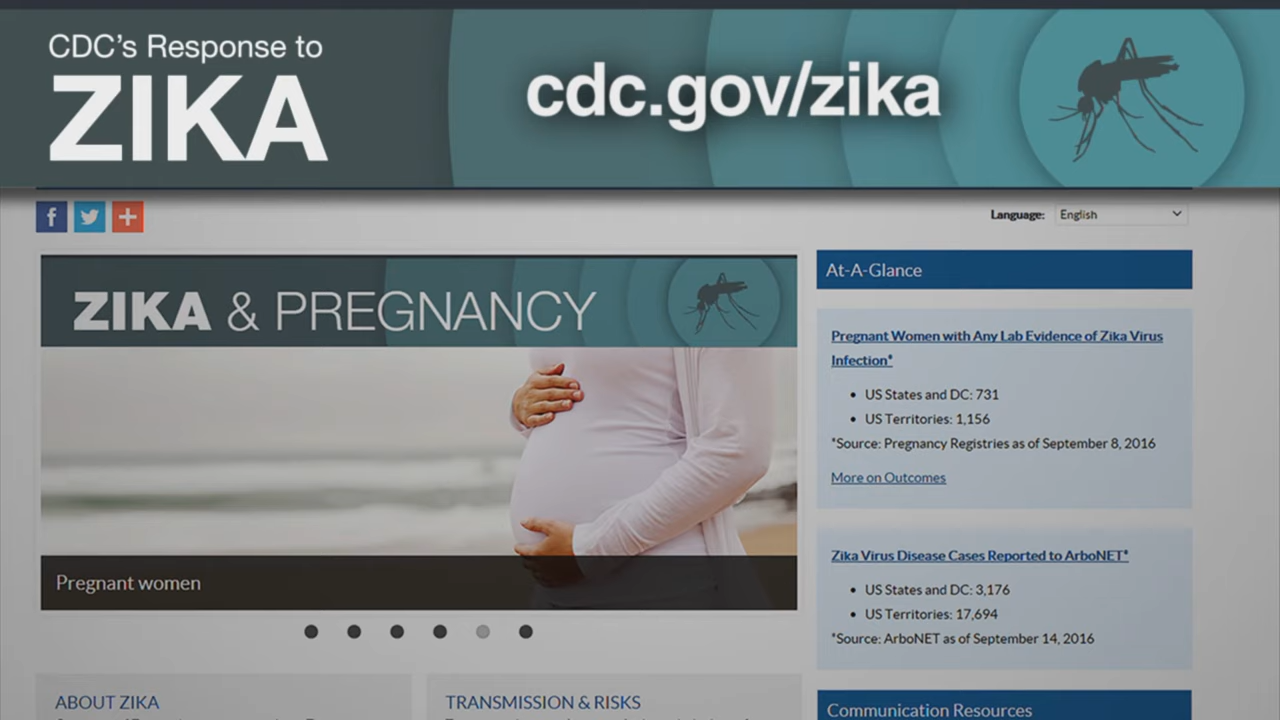 CDC's Response to
ZIKA
cdc.gov/zika
Language: English
ZIKA & PREGNANCY
Pregnant women
At-A-Glance
Pregnant Women with Any Lab Evidence of Zika Virus
Infection*
• US States and DC: 731
• US Territories: 1,156
*Source: Pregnancy Registries as of September 8, 2016
More on Outcomes
Zika Virus Disease Cases Reported to ArboNET*
• US States and DC: 3,176
• US Territories: 17,694
*Source: ArboNET as of September 14, 2016
ABOUT ZIKA
TRANSMISSION & RISKS
Communication Resources